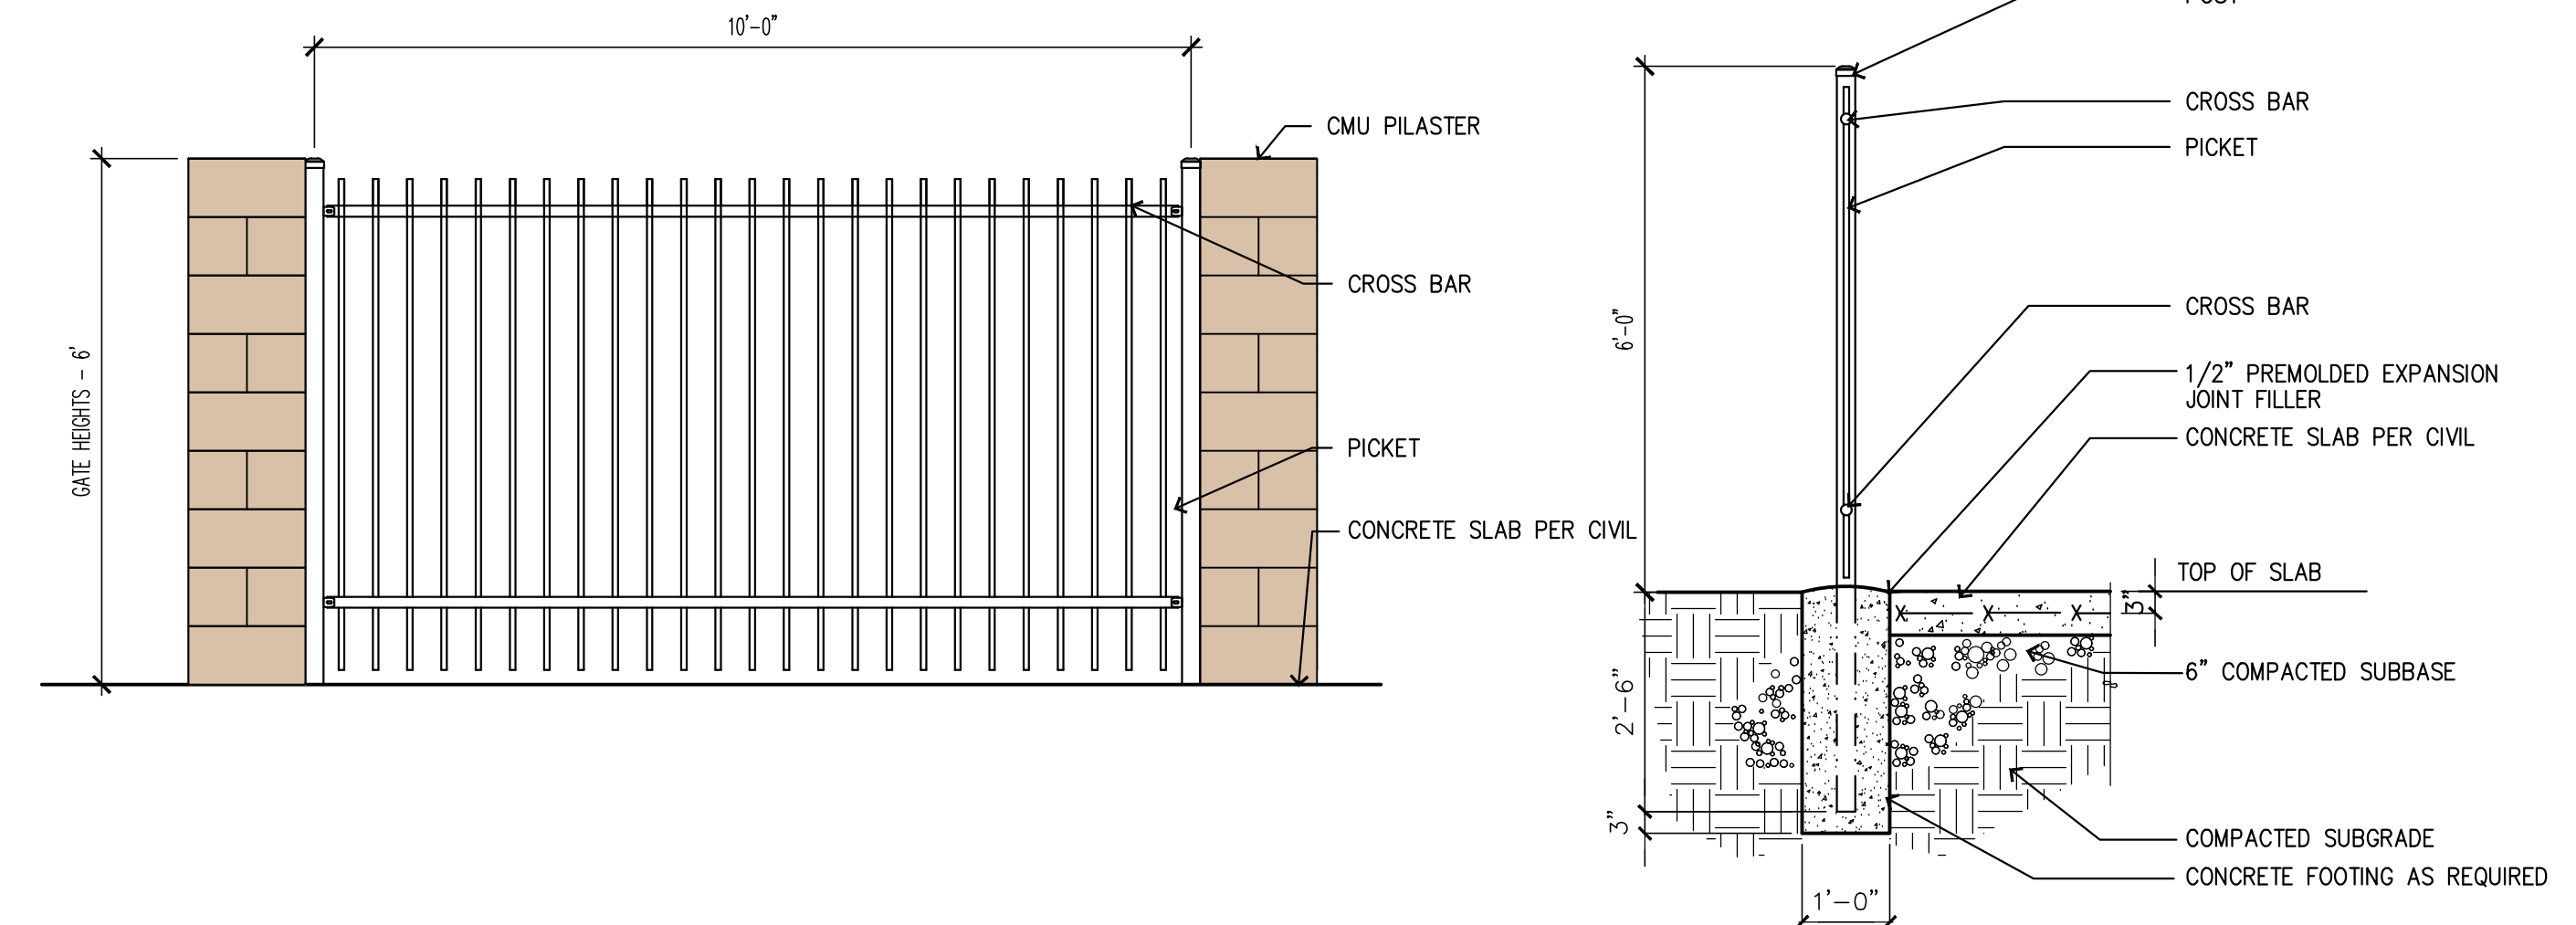 10'-0"
CMU PILASTER
CROSS BAR
PICKET
CONCRETE SLAB PER CIVIL
GATE HEIGHTS - 6'
CROSS BAR
PICKET
CROSS BAR
1/2" PREMOLDED EXPANSION
JOINT FILLER
CONCRETE SLAB PER CIVIL
TOP OF SLAB
3"
6" COMPACTED SUBBASE
COMPACTED SUBGRADE
CONCRETE FOOTING AS REQUIRED
6'-0"
2'-6"
3"
1'-0"